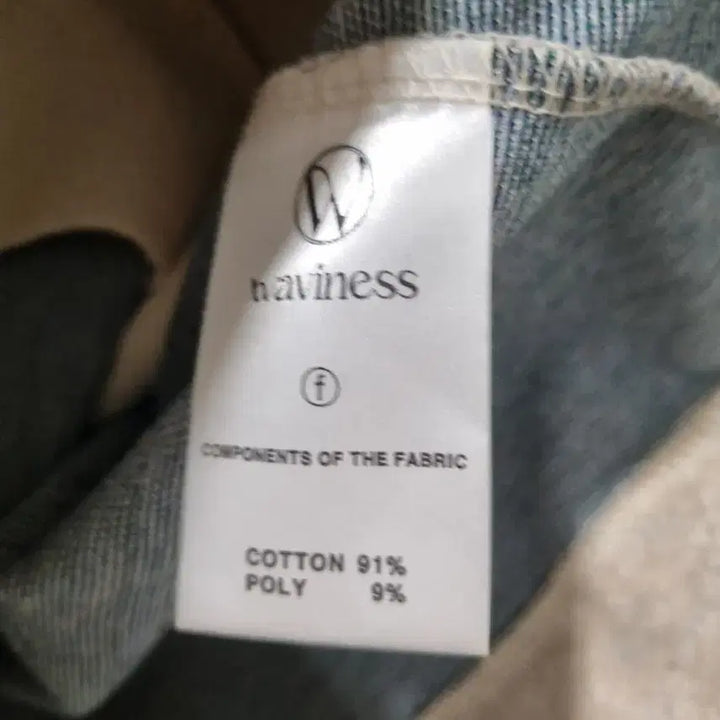 W
waviness
f
COMPONENTS OF THE FABRIC
COTTON 91%
POLY 9%